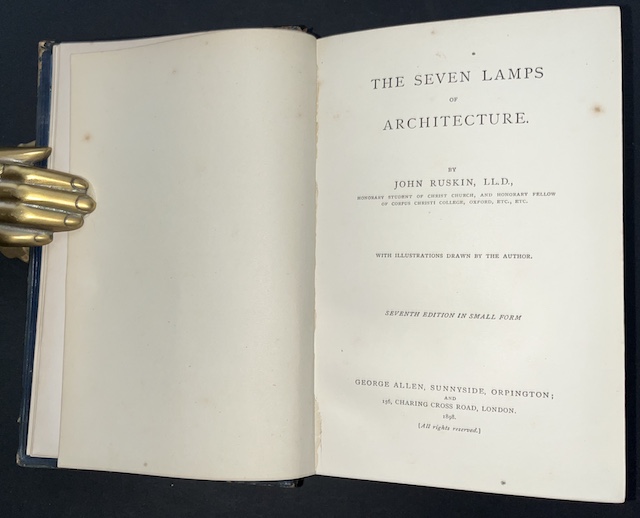 THE SEVEN LAMPS
OF
ARCHITECTURE.
BY
JOHN RUSKIN, LL.D.,
HONORARY STUDENT OF CHRIST CHURCH, AND HONORARY FELLOW
OF CORPUS CHRISTI COLLEGE, OXFORD, ETC., ETC.
WITH ILLUSTRATIONS DRAWN BY THE AUTHOR.
SEVENTH EDITION IN SMALL FORM
GEORGE ALLEN, SUNNYSIDE, ORPINGTON;
AND
156, CHARING CROSS ROAD, LONDON.
1898.
[All rights reserved.]